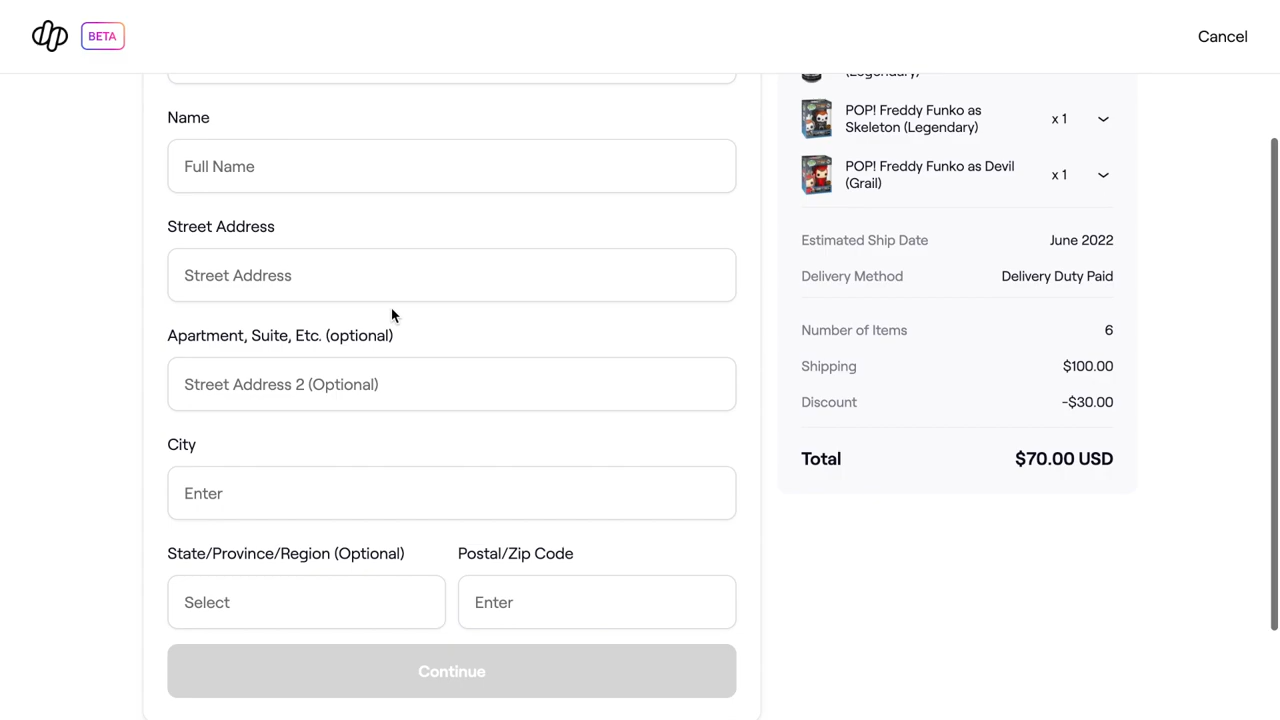 BETA
Cancel
Name
Full Name
Street Address
Street Address
Apartment, Suite, Etc. (optional)
Street Address 2 (Optional)
City
Enter
State/Province/Region (Optional)
Postal/Zip Code
Select
Enter
Continue
(Legendary)
POP! Freddy Funko as
Skeleton (Legendary)
x 1
POP! Freddy Funko as Devil
(Grail)
x 1
Estimated Ship Date
June 2022
Delivery Method
Delivery Duty Paid
Number of Items
6
Shipping
$100.00
Discount
-$30.00
Total
$70.00 USD